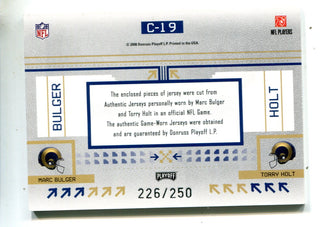 C-19
NFL
© 2006 Donruss Playoff L.P. Printed in the USA.
NFL PLAYERS
BULGER
HOLT
The enclosed pieces of jersey were cut from
Authentic Jerseys personally worn by Marc Bulger
and Torry Holt in an official NFL Game.
The authentic Game-Worn Jerseys were obtained
and are guaranteed by Donruss Playoff L.P.
MARC BULGER
PLAYOFF
TORRY HOLT
226/250